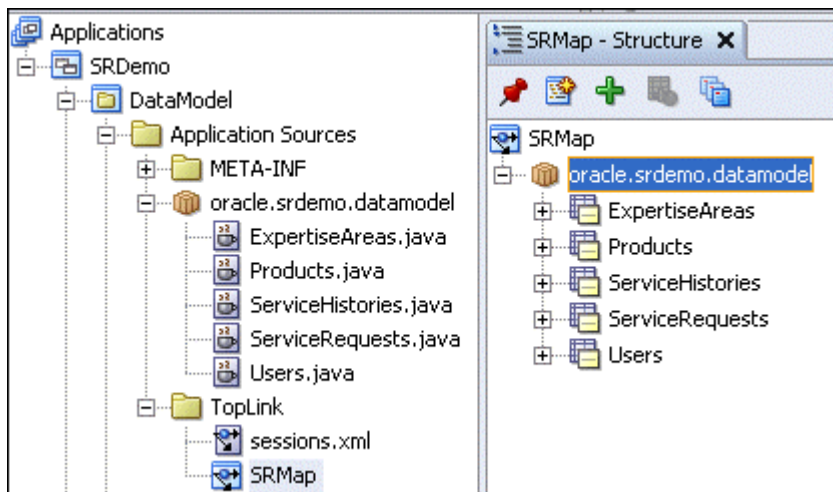 Applications
SRDemo
DataModel
Application Sources
META-INF
oracle.srdemo.datamodel
ExpertiseAreas.java
Products.java
ServiceHistories.java
ServiceRequests.java
Users.java
TopLink
sessions.xml
SRMap
SRMap - Structure
SRMap
oracle.srdemo.datamodel
ExpertiseAreas
Products
ServiceHistories
ServiceRequests
Users